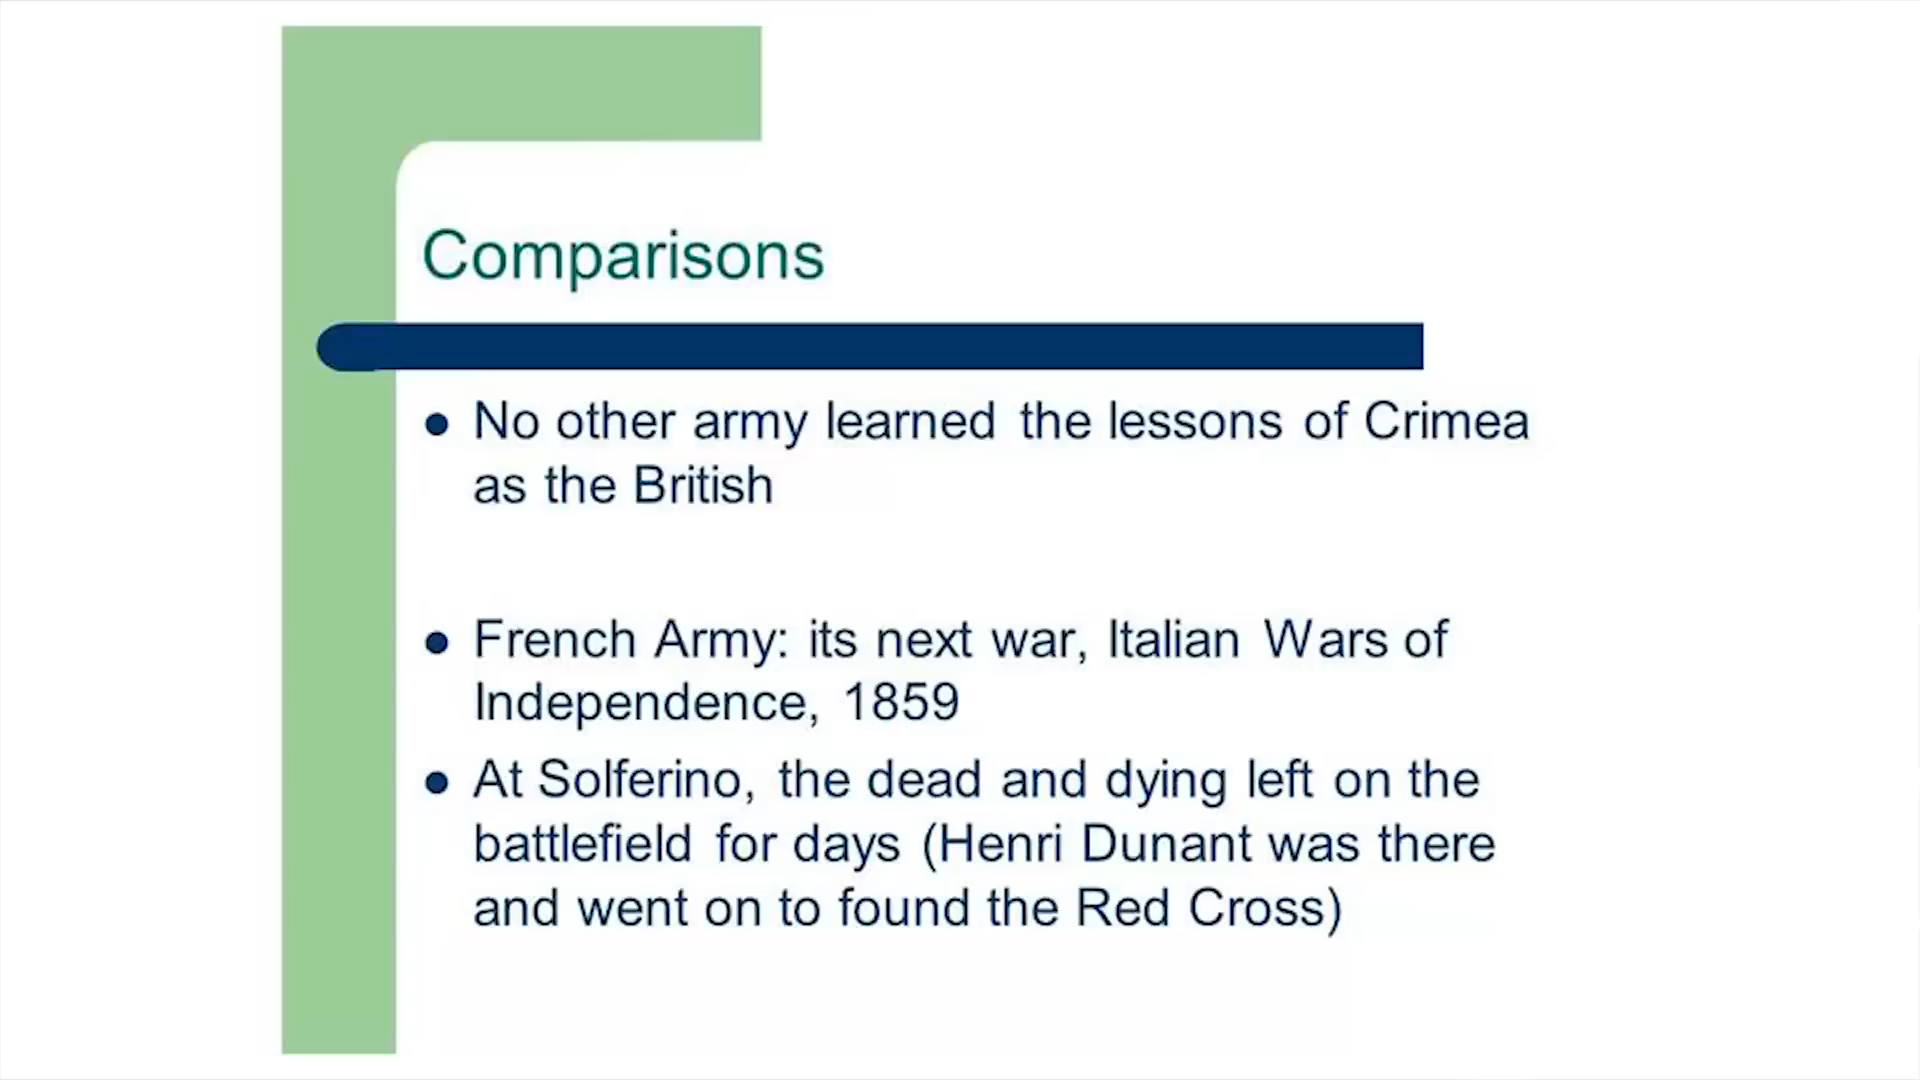 Comparisons
● No other army learned the lessons of Crimea
as the British
● French Army: its next war, Italian Wars of
Independence, 1859
● At Solferino, the dead and dying left on the
battlefield for days (Henri Dunant was there
and went on to found the Red Cross)